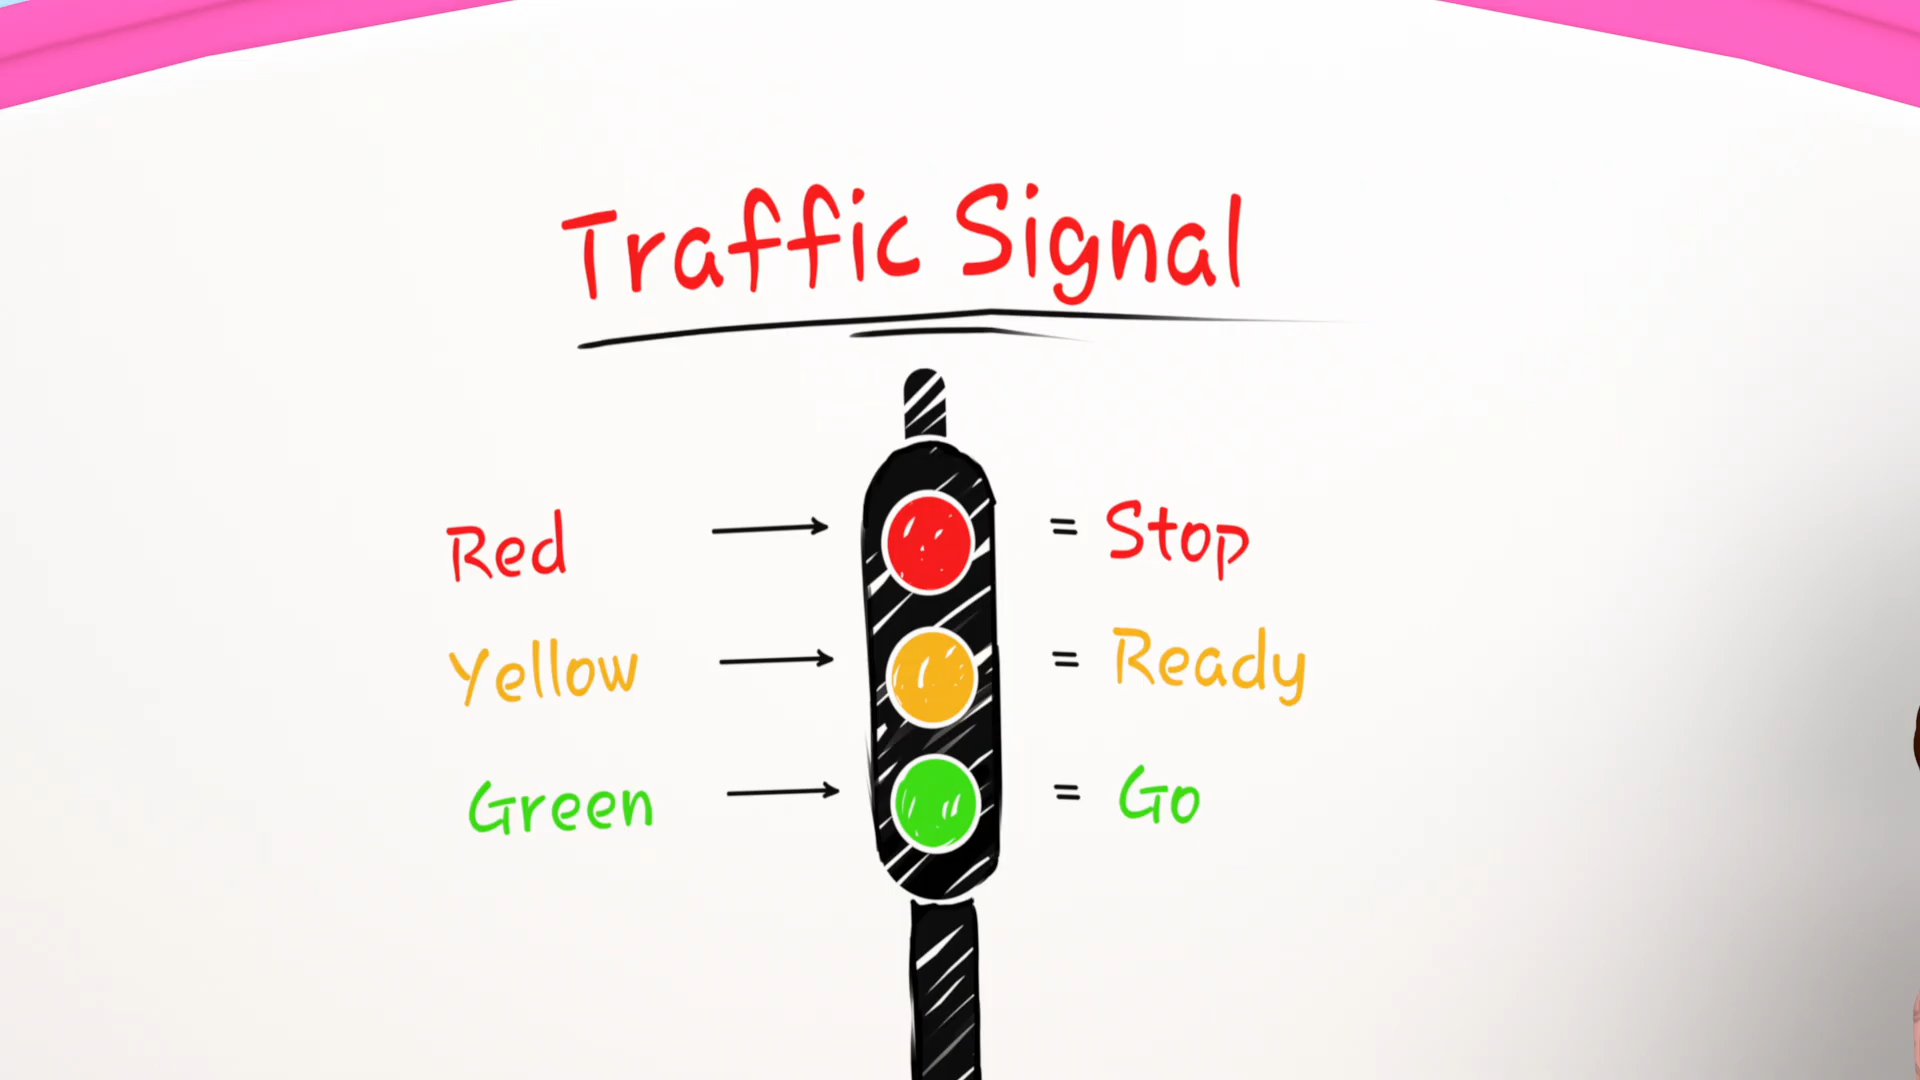 Traffic Signal
Red = Stop
Yellow = Ready
Green = Go